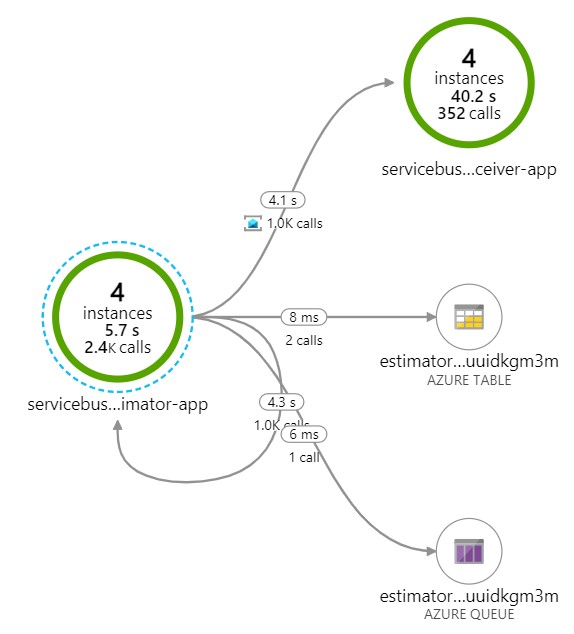 4
instances
40.2 s
352 calls
servicebus...ceiver-app
4.1 s
1.0K calls
4
instances
5.7 s
2.4K calls
servicebus...imator-app
8 ms
2 calls
estimator...uuidkgm3m
AZURE TABLE
4.3 s
1.0K calls
6 ms
1 call
estimator...uuidkgm3m
AZURE QUEUE